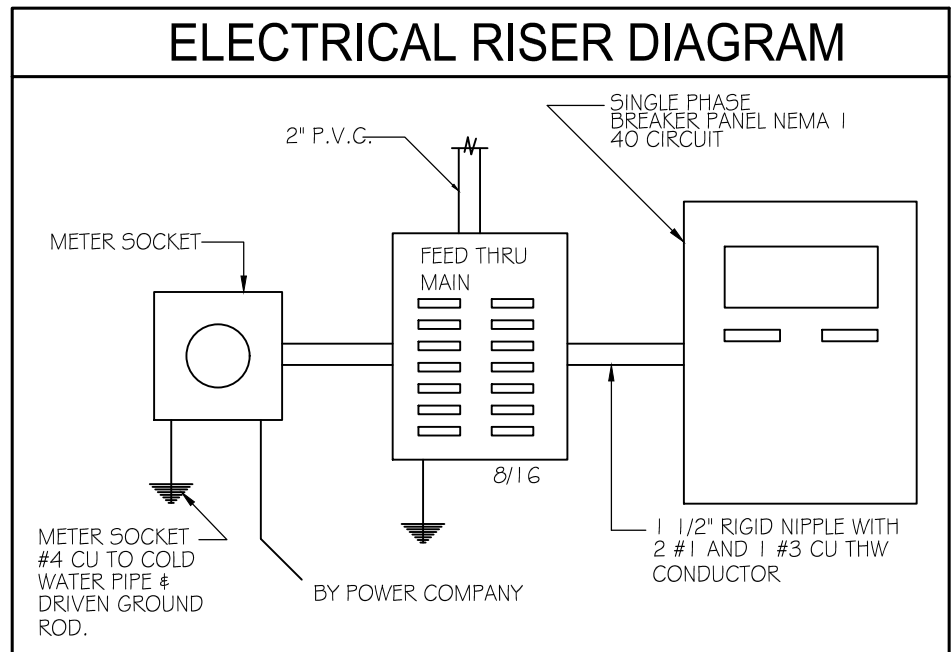 ELECTRICAL RISER DIAGRAM
SINGLE PHASE
BREAKER PANEL NEMA 1
40 CIRCUIT
2" P.V.C.
METER SOCKET
FEED THRU
MAIN
8/16
METER SOCKET
#4 CU TO COLD
WATER PIPE &
DRIVEN GROUND
ROD.
BY POWER COMPANY
1 1/2" RIGID NIPPLE WITH
2 #1 AND 1 #3 CU THW
CONDUCTOR